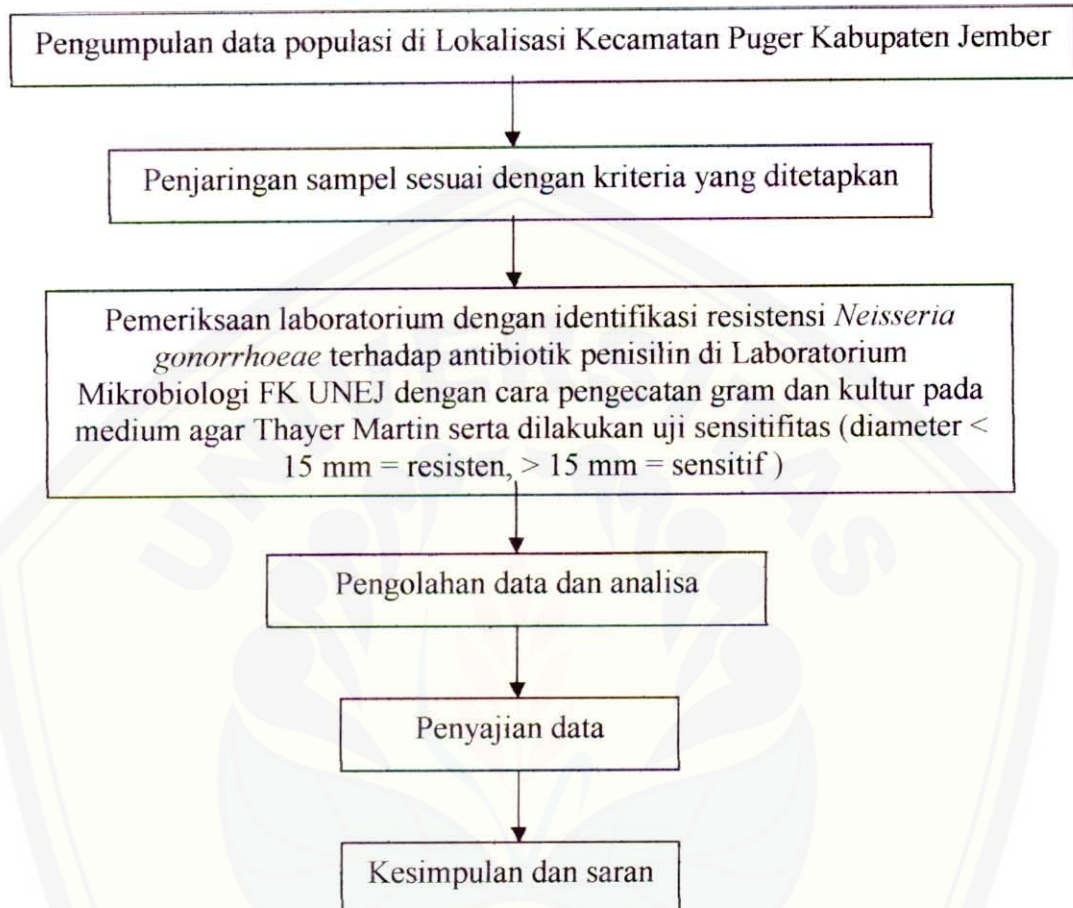 Pengumpulan data populasi di Lokalisasi Kecamatan Puger Kabupaten Jember
Penjaringan sampel sesuai dengan kriteria yang ditetapkan
Pemeriksaan laboratorium dengan identifikasi resistensi Neisseria
gonorrhoeae terhadap antibiotik penisilin di Laboratorium
Mikrobiologi FK UNEJ dengan cara pengecatan gram dan kultur pada
medium agar Thayer Martin serta dilakukan uji sensitifitas (diameter <
15 mm = resisten, > 15 mm = sensitif )
UNIVERSITAS
Pengolahan data dan analisa
Penyajian data
Kesimpulan dan saran